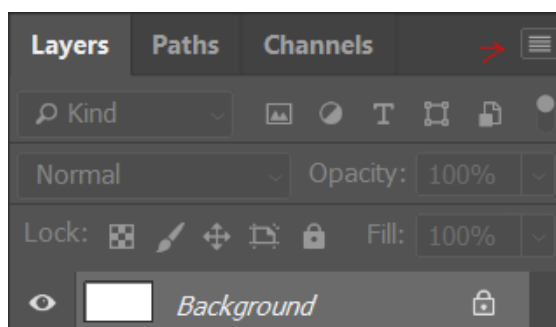 Layers Paths Channels
Kind T
Normal Opacity: 100%
Lock: Fill: 100%
Background